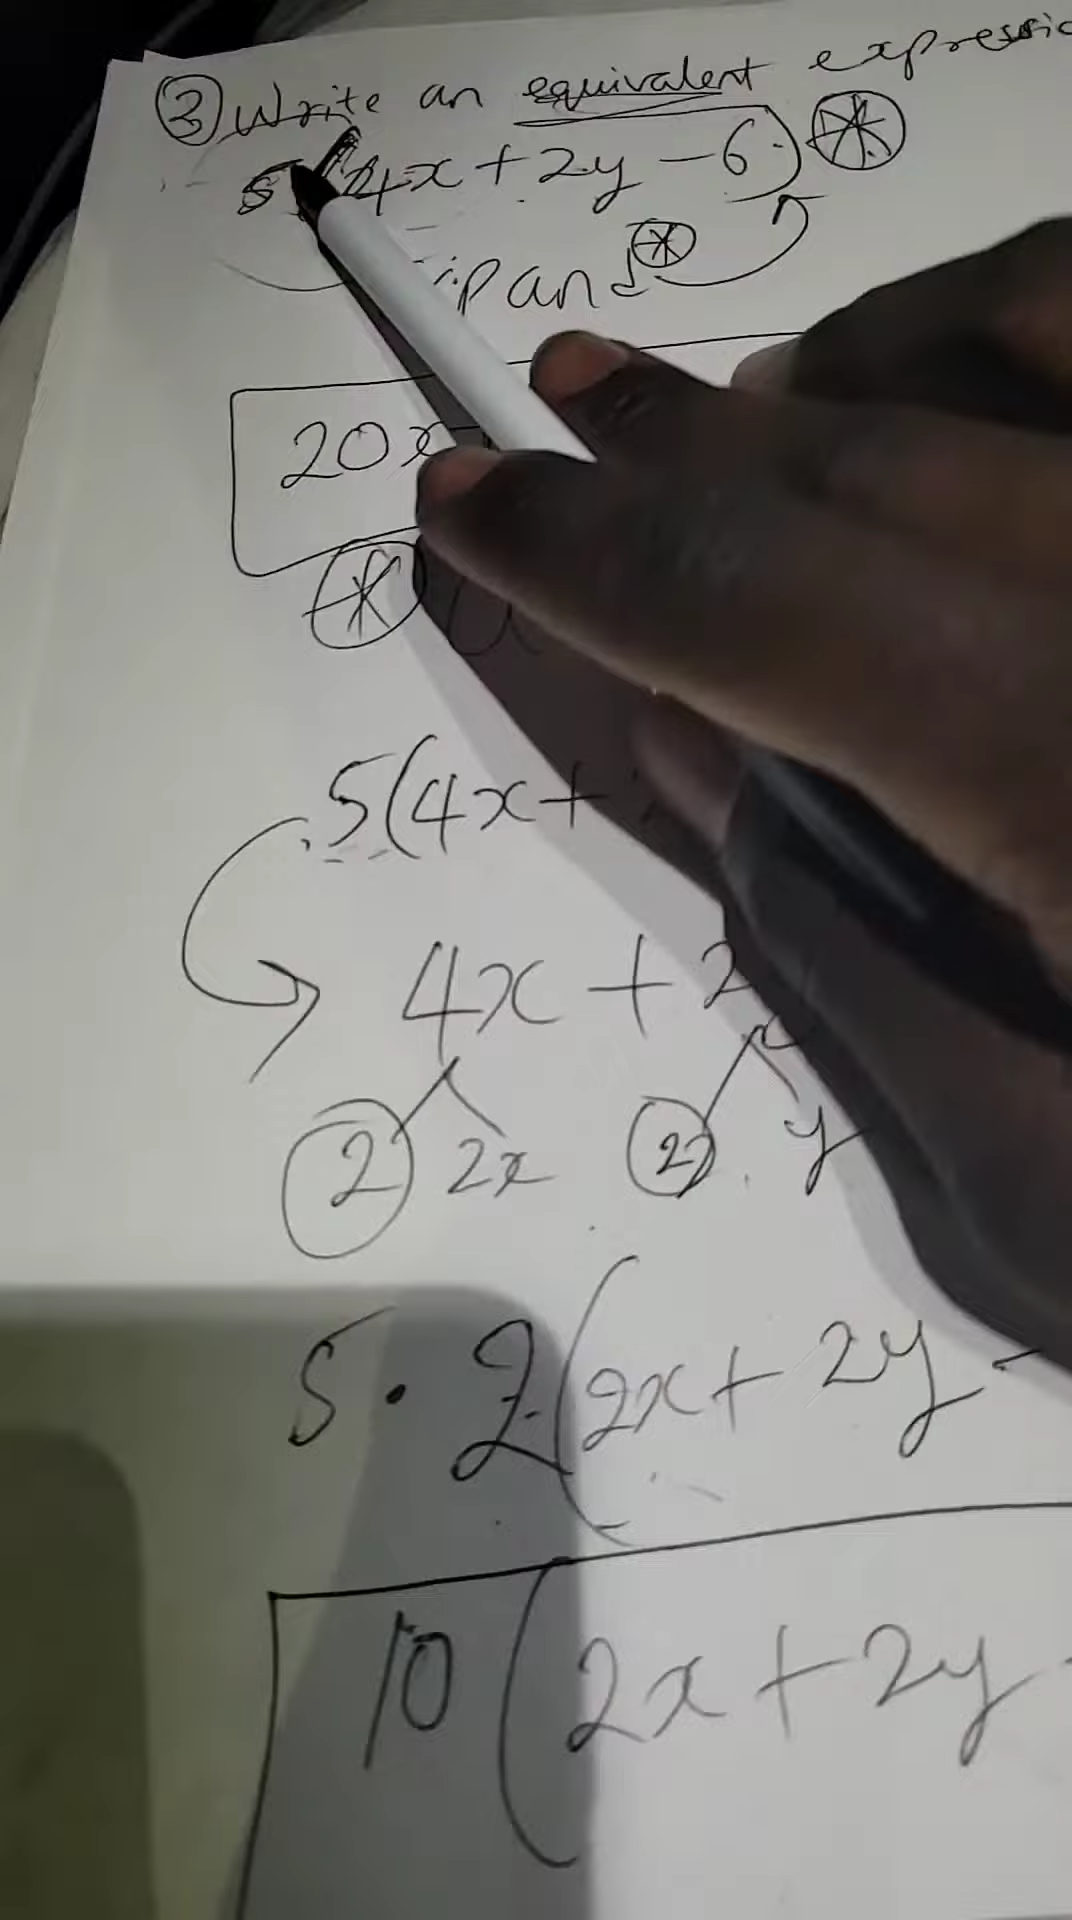 ③ Write an equivalent expressio
5(4x+2y-6)
pand
20x
5(4x+
4x + 2
2 2x 2 y
5 · 2(2x+2y-
10(2x+2y-